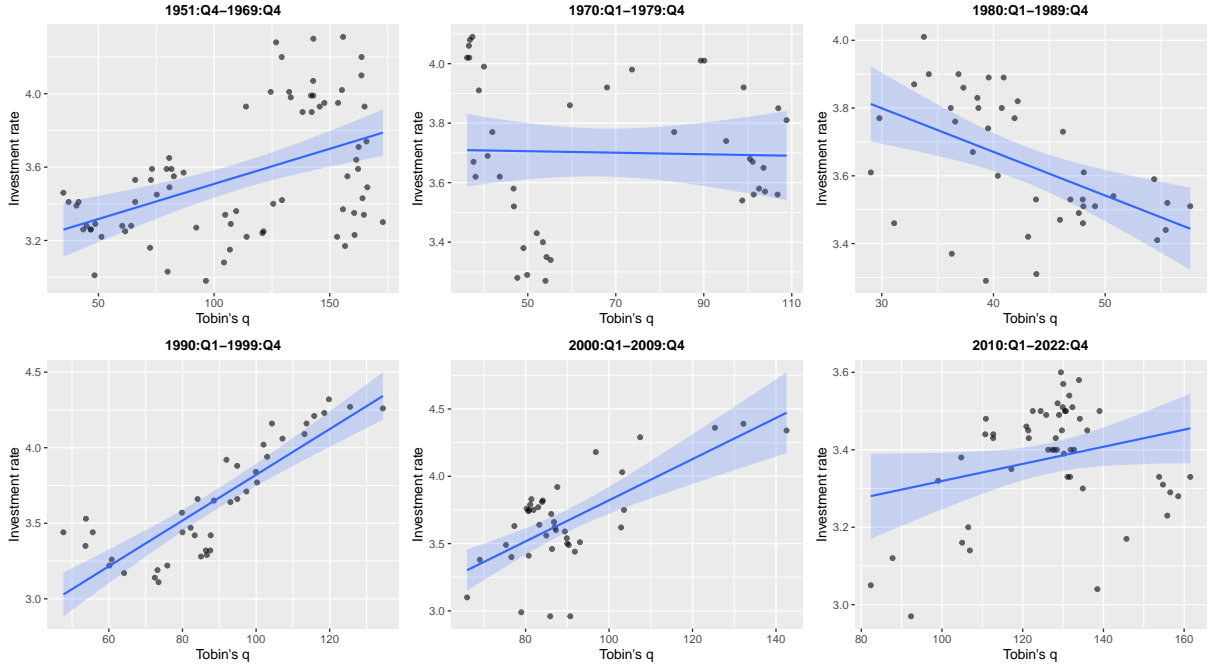 1951:Q4−1969:Q4
1970:Q1−1979:Q4
1980:Q1−1989:Q4
Investment rate
4.0
3.6
3.2
50
100
150
Tobin's q
Investment rate
4.0
3.8
3.6
3.4
50
70
90
110
Tobin's q
Investment rate
4.0
3.8
3.6
3.4
30
40
50
Tobin's q
1990:Q1−1999:Q4
2000:Q1−2009:Q4
2010:Q1−2022:Q4
Investment rate
4.5
4.0
3.5
3.0
60
80
100
120
Tobin's q
Investment rate
4.5
4.0
3.5
3.0
80
100
120
140
Tobin's q
Investment rate
3.6
3.4
3.2
3.0
80
100
120
140
160
Tobin's q